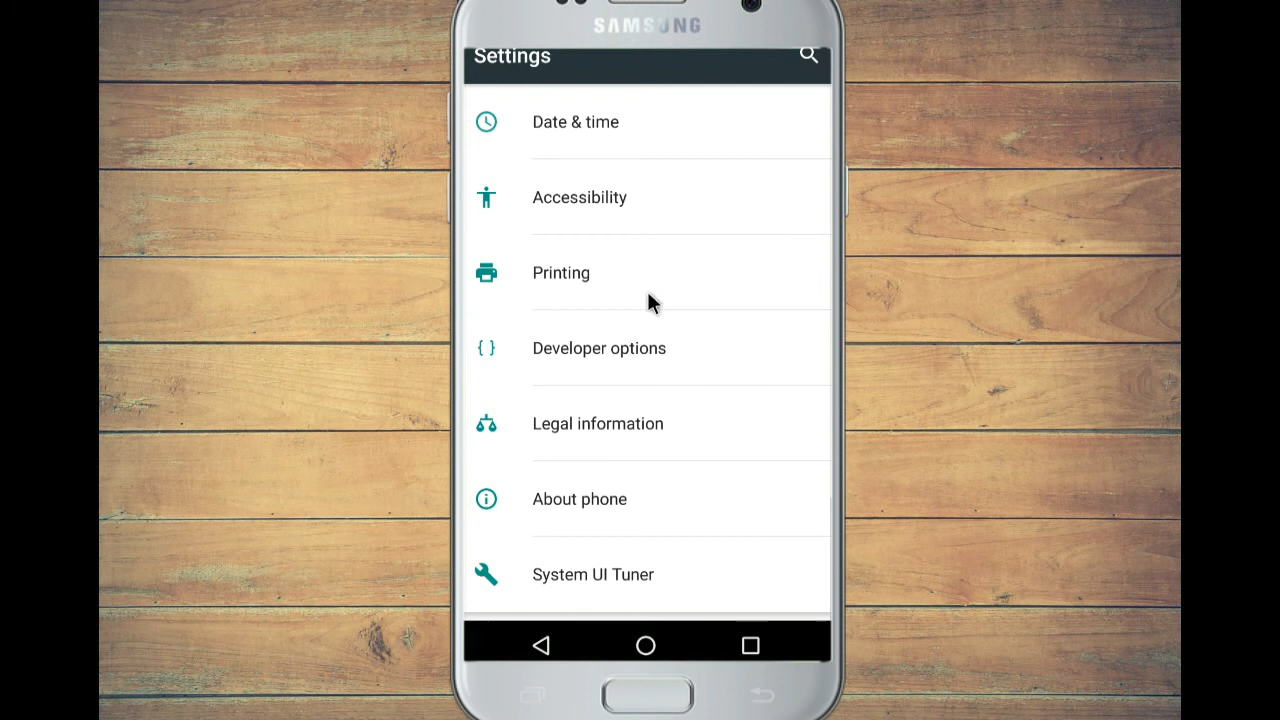 SAMSUNG
Settings
Date & time
Accessibility
Printing
Developer options
Legal information
About phone
System UI Tuner